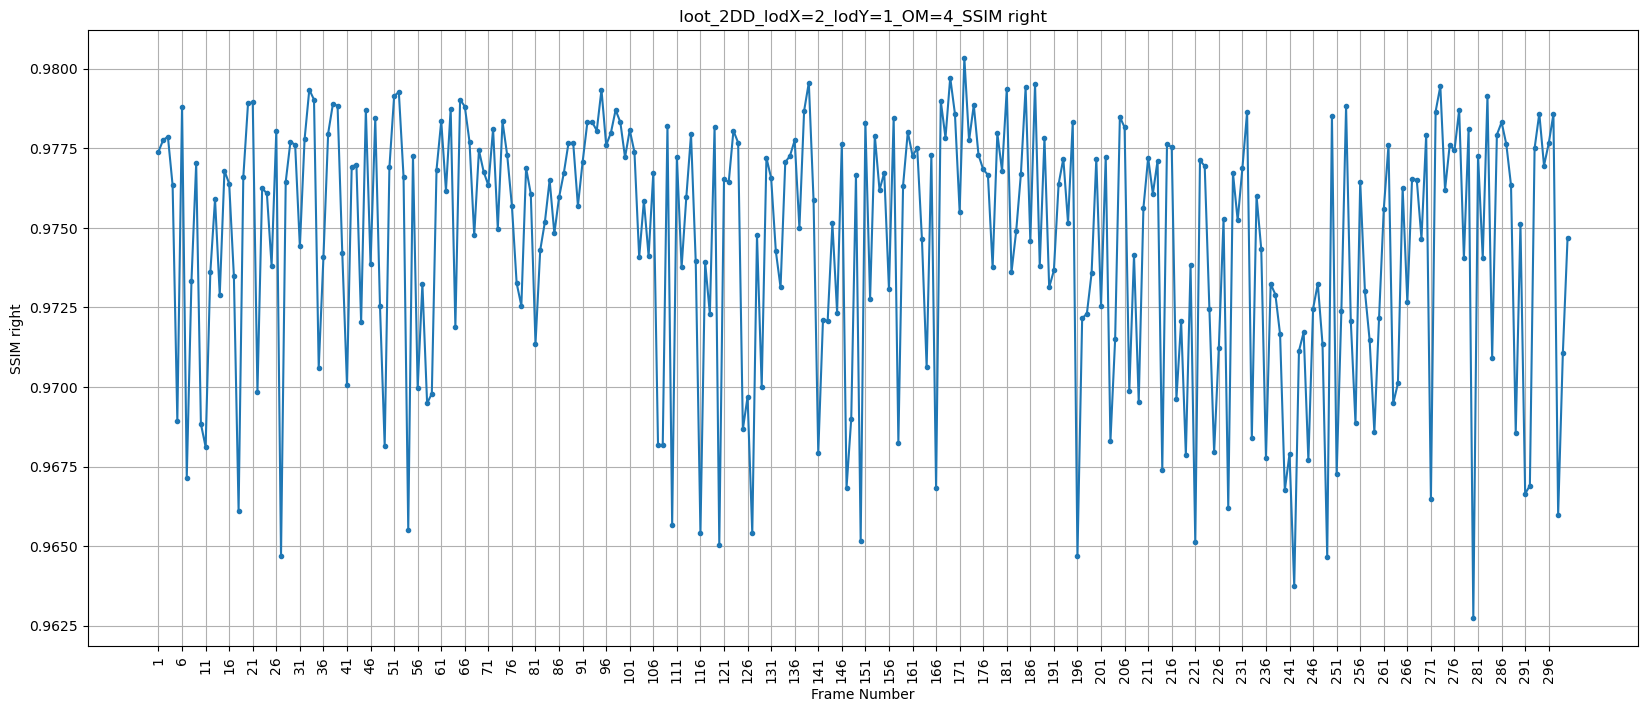 loot_2DD_lodX=2_lodY=1_OM=4_SSIM right
SSIM right
0.9800
0.9775
0.9750
0.9725
0.9700
0.9675
0.9650
0.9625
1 6 11 16 21 26 31 36 41 46 51 56 61 66 71 76 81 86 91 96 101 106 111 116 121 126 131 136 141 146 151 156 161 166 171 176 181 186 191 196 201 206 211 216 221 226 231 236 241 246 251 256 261 266 271 276 281 286 291 296
Frame Number